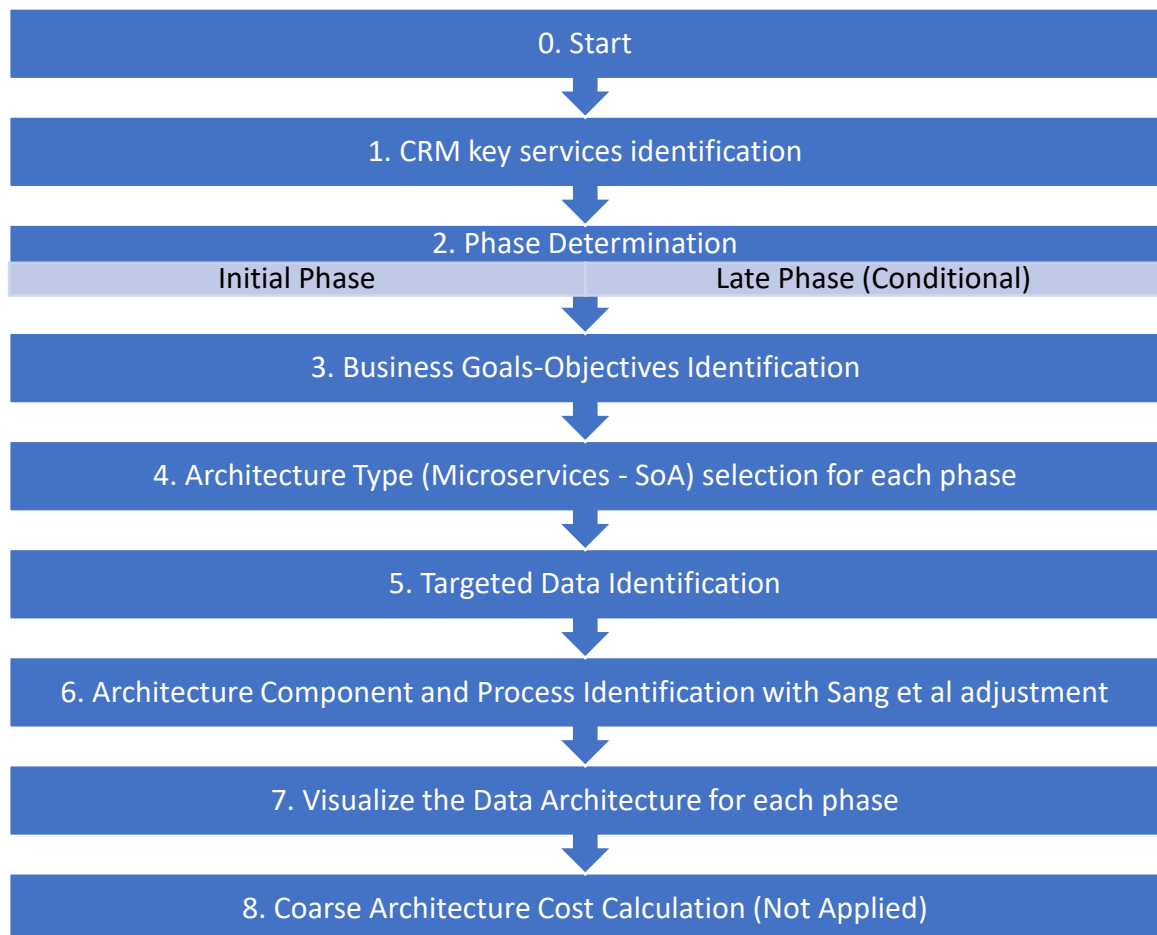 0. Start
1. CRM key services identification
2. Phase Determination
Initial Phase
Late Phase (Conditional)
3. Business Goals-Objectives Identification
4. Architecture Type (Microservices - SoA) selection for each phase
5. Targeted Data Identification
6. Architecture Component and Process Identification with Sang et al adjustment
7. Visualize the Data Architecture for each phase
8. Coarse Architecture Cost Calculation (Not Applied)